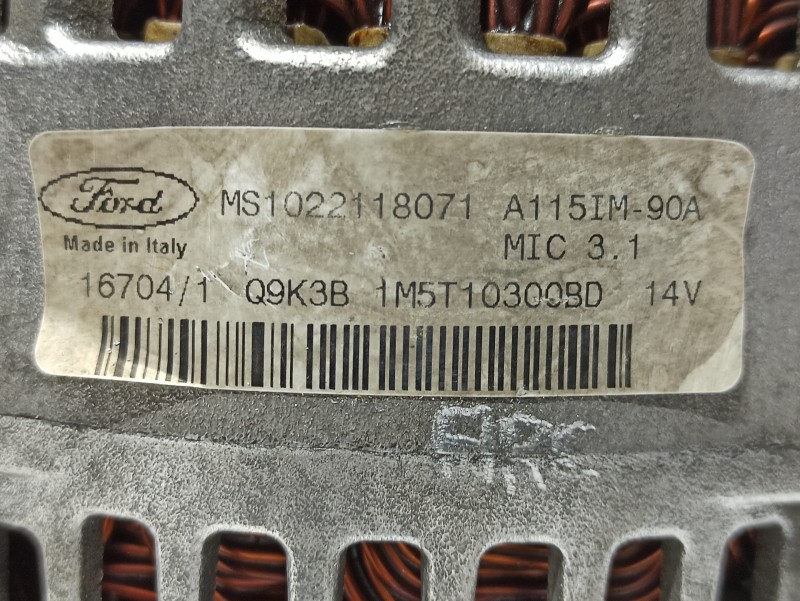 Ford MS1022118071 A115IM-90A
Made in Italy MIC 3.1
16704/1 Q9K3B 1M5T10300BD 14V